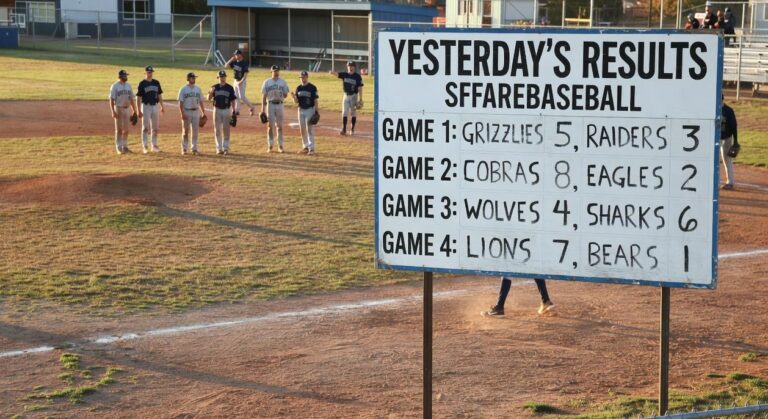 YESTERDAY'S RESULTS
SFFAREBASEBALL
GAME 1: GRIZZLIES 5, RAIDERS 3
GAME 2: COBRAS 8, EAGLES 2
GAME 3: WOLVES 4, SHARKS 6
GAME 4: LIONS 7, BEARS 1